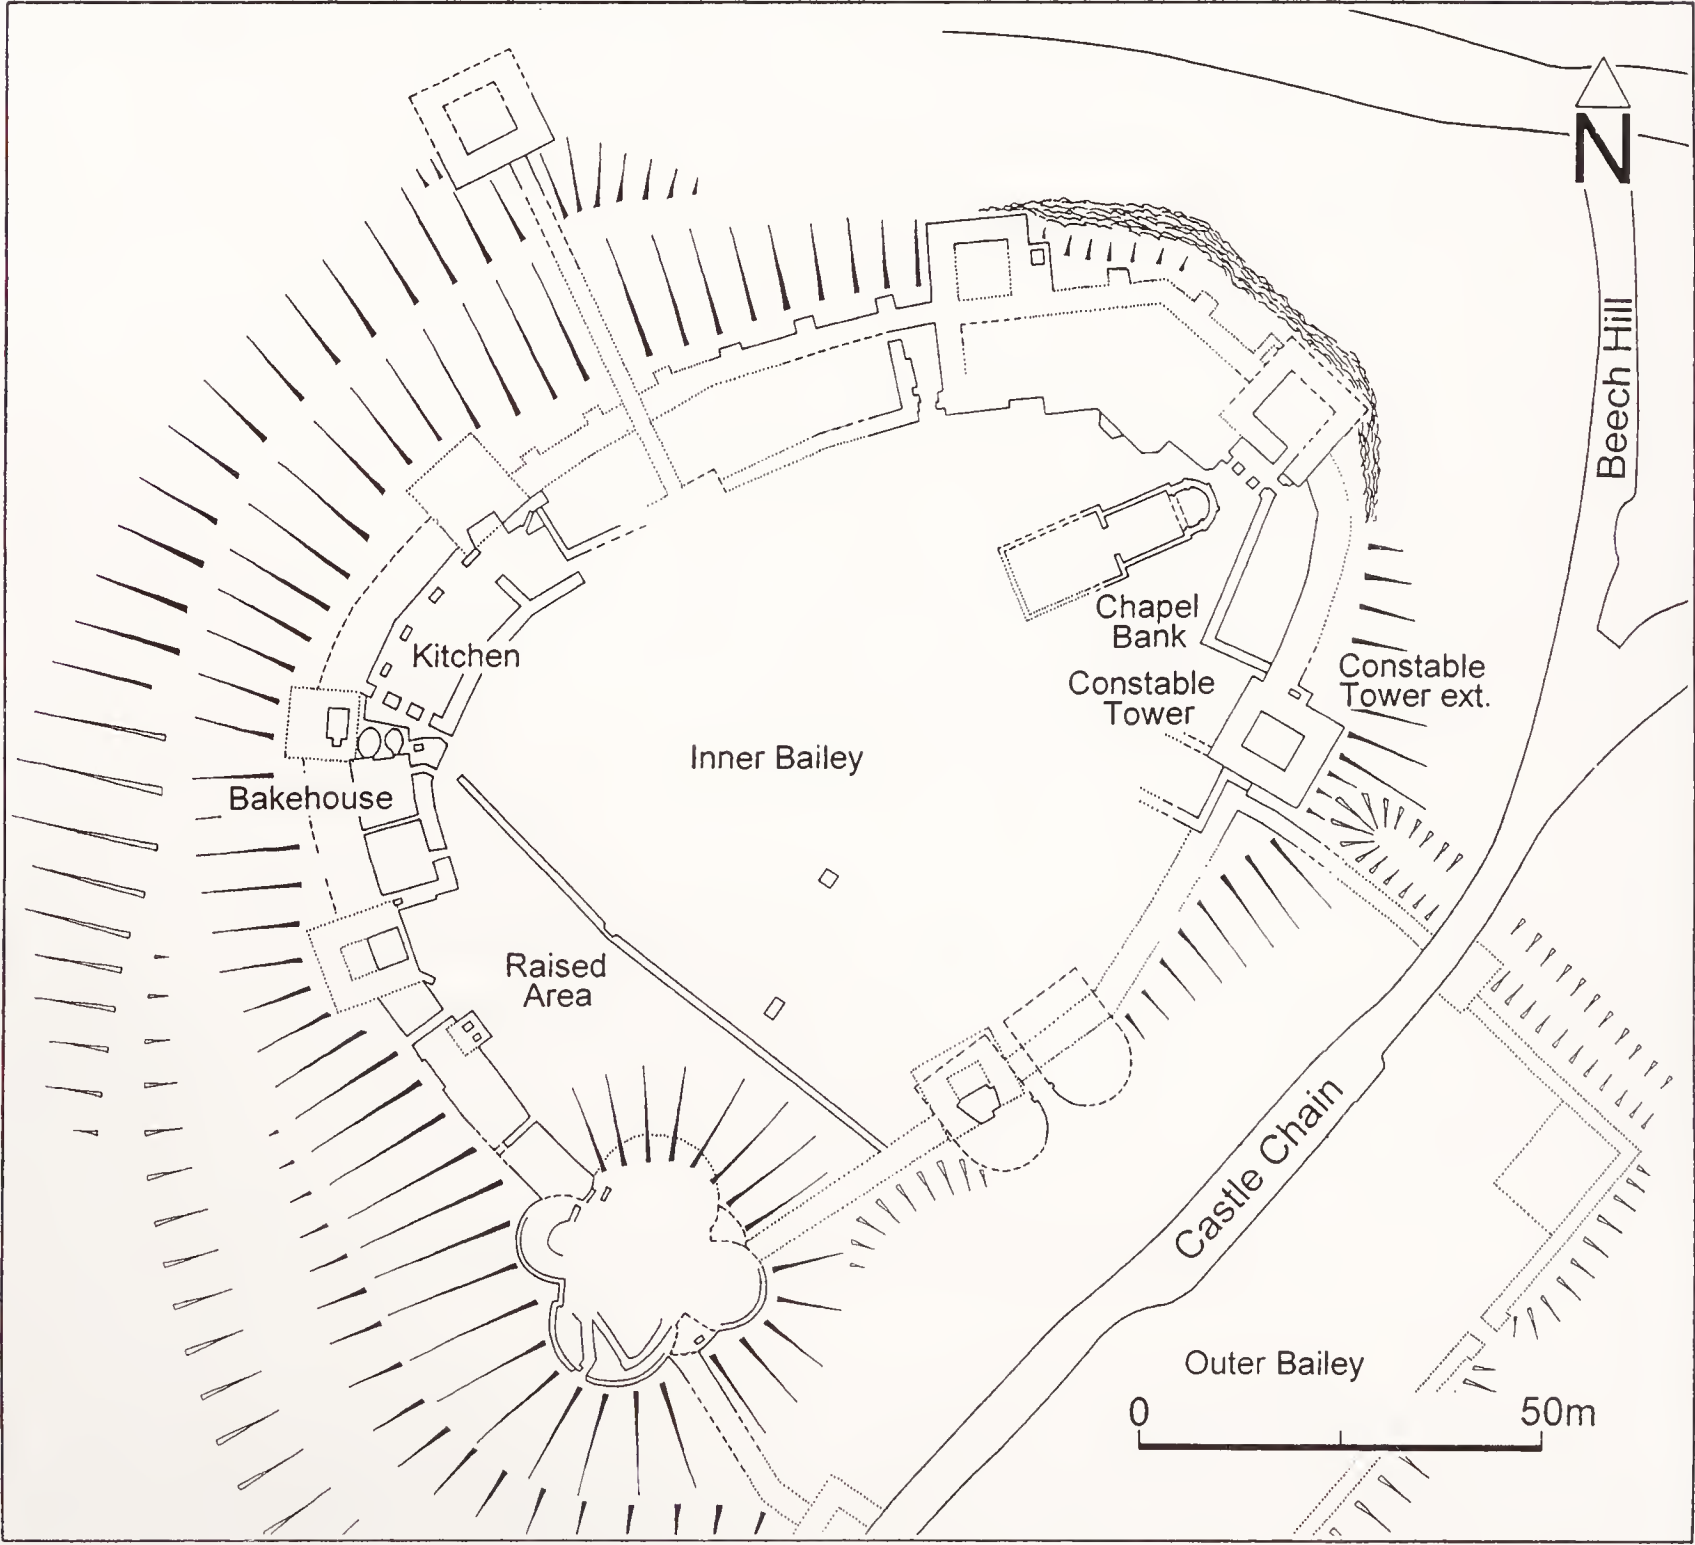 N
Beech Hill
Kitchen
Chapel
Bank
Constable
Tower ext.
Constable
Tower
Inner Bailey
Bakehouse
Raised
Area
Castle Chain
Outer Bailey
0 50m